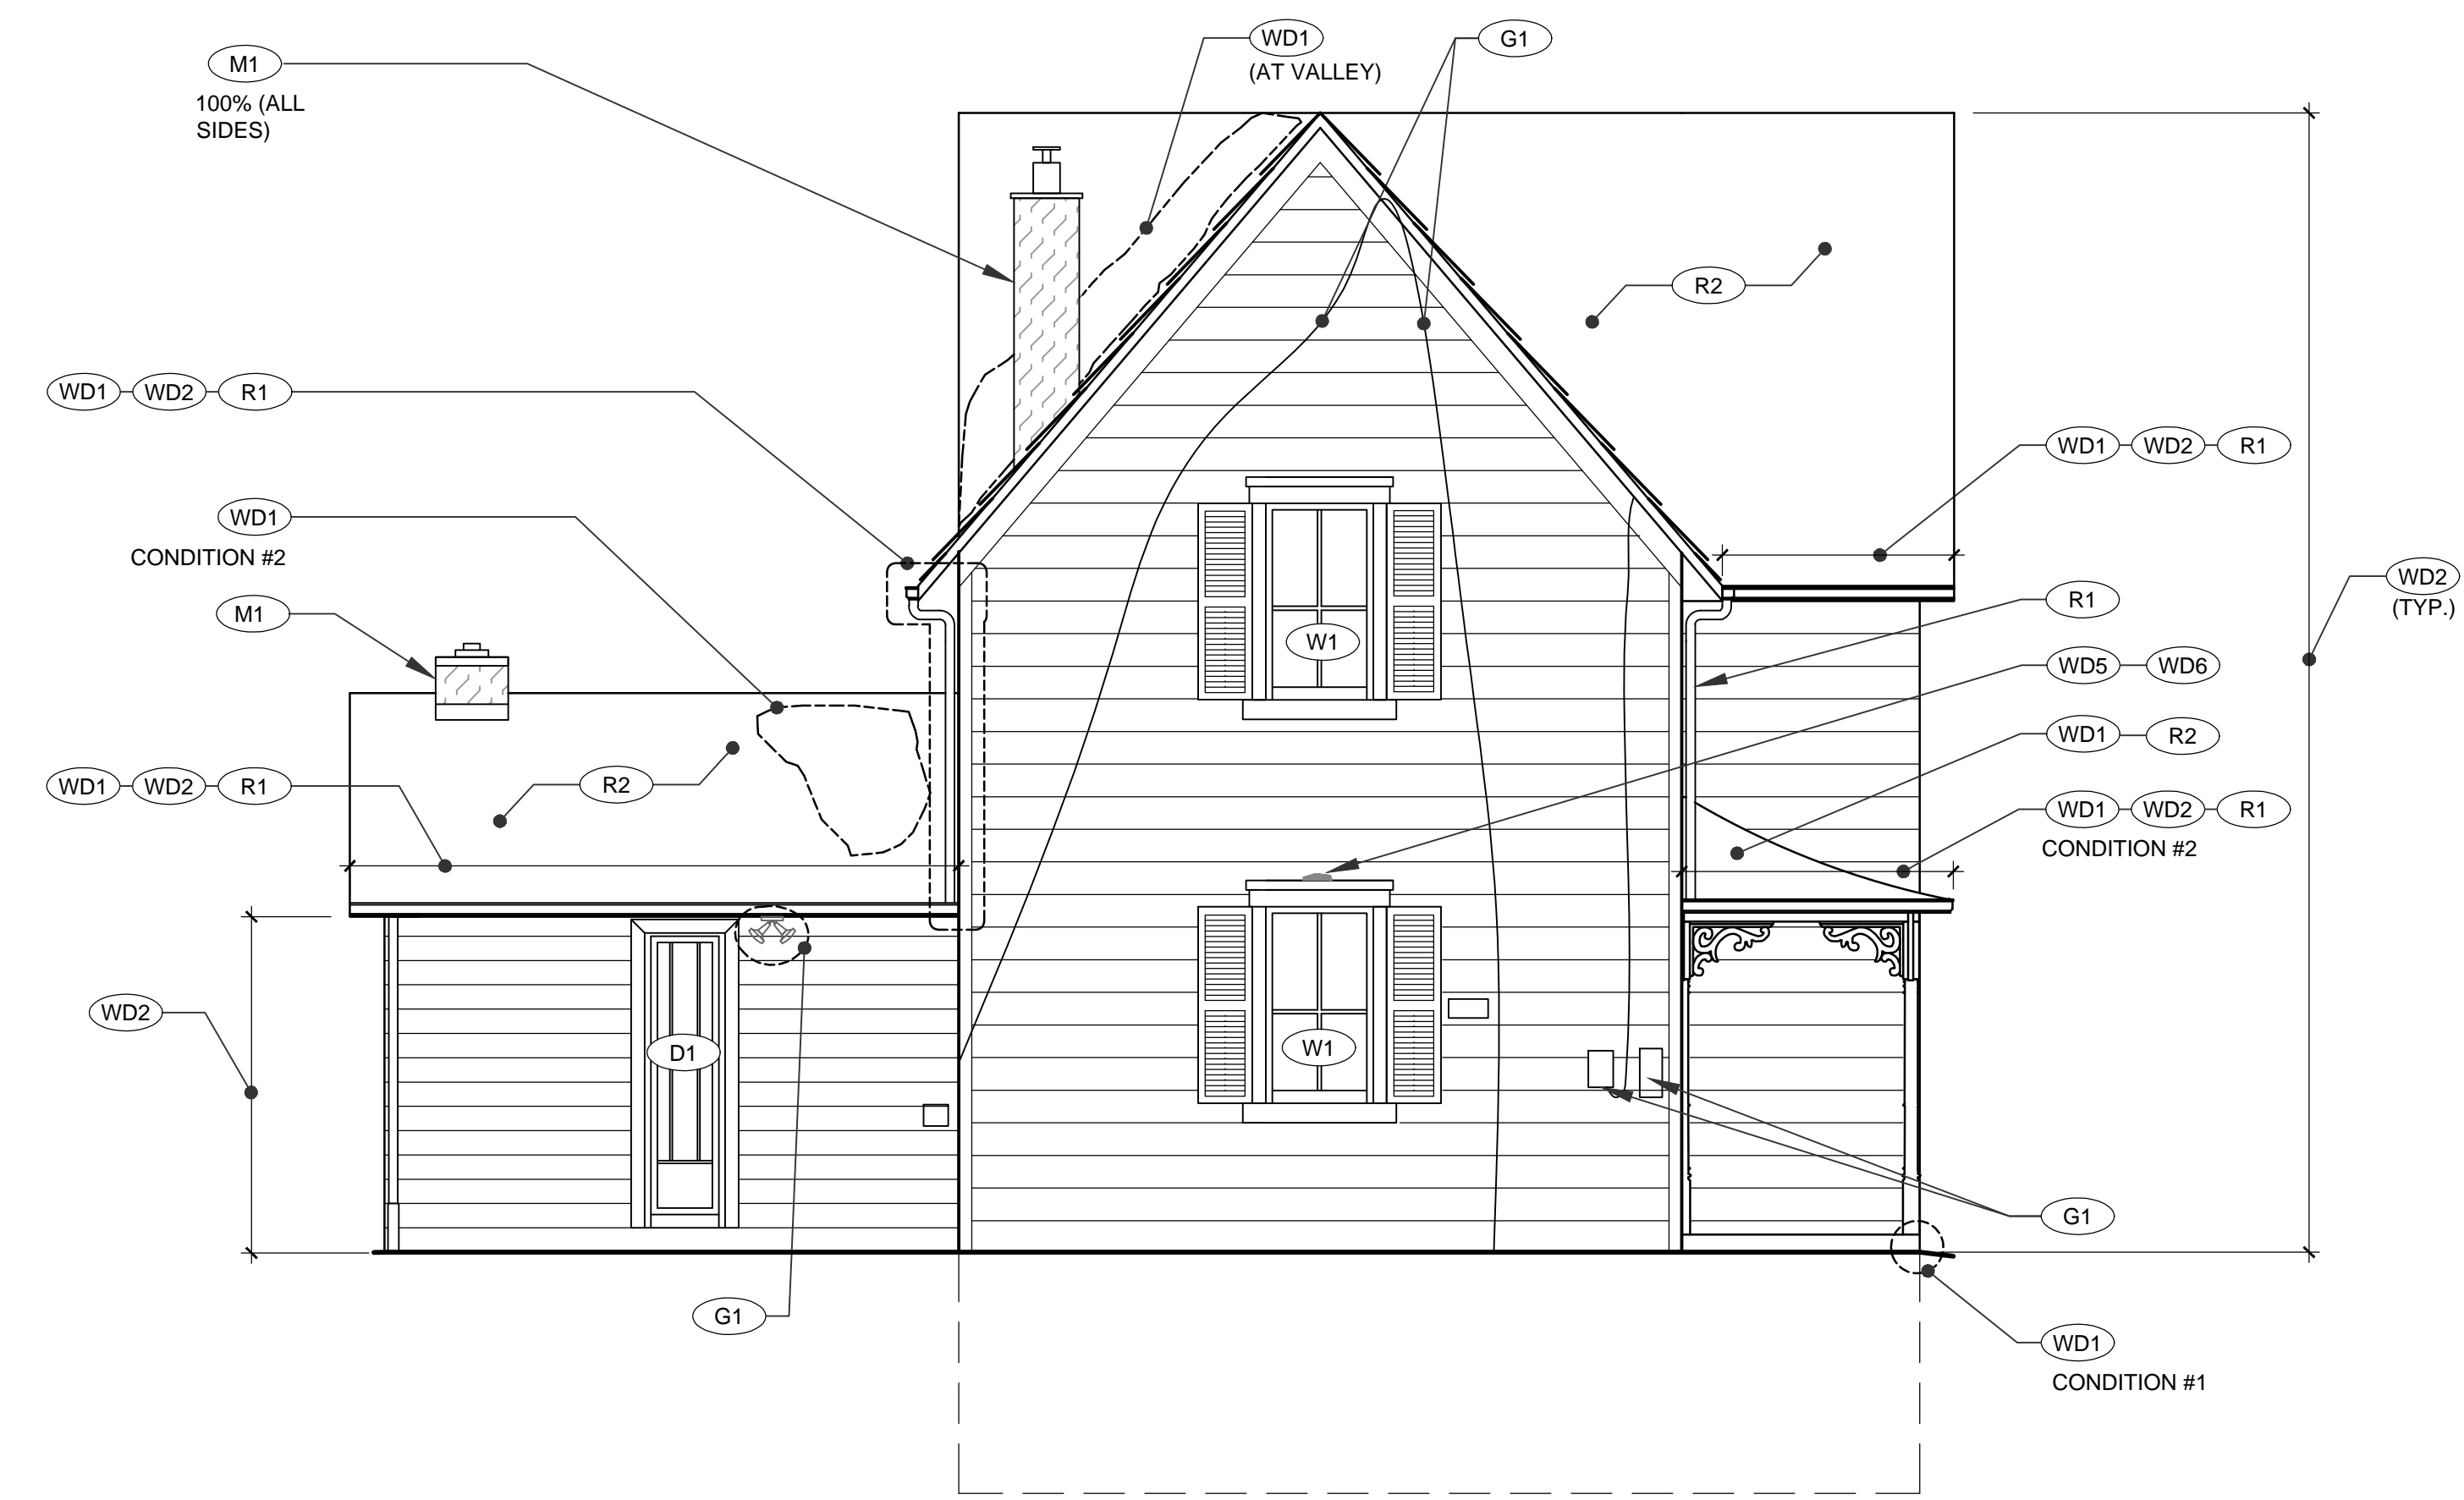 WD1
(AT VALLEY)
G1
M1
100% (ALL
SIDES)
R2
WD1 WD2 R1
WD1 WD2 R1
WD1
CONDITION #2
WD2
(TYP.)
R1
M1
W1
WD5 WD6
WD1 R2
WD1 WD2 R1
R2
WD1 WD2 R1
CONDITION #2
WD2
D1
W1
G1
G1
WD1
CONDITION #1